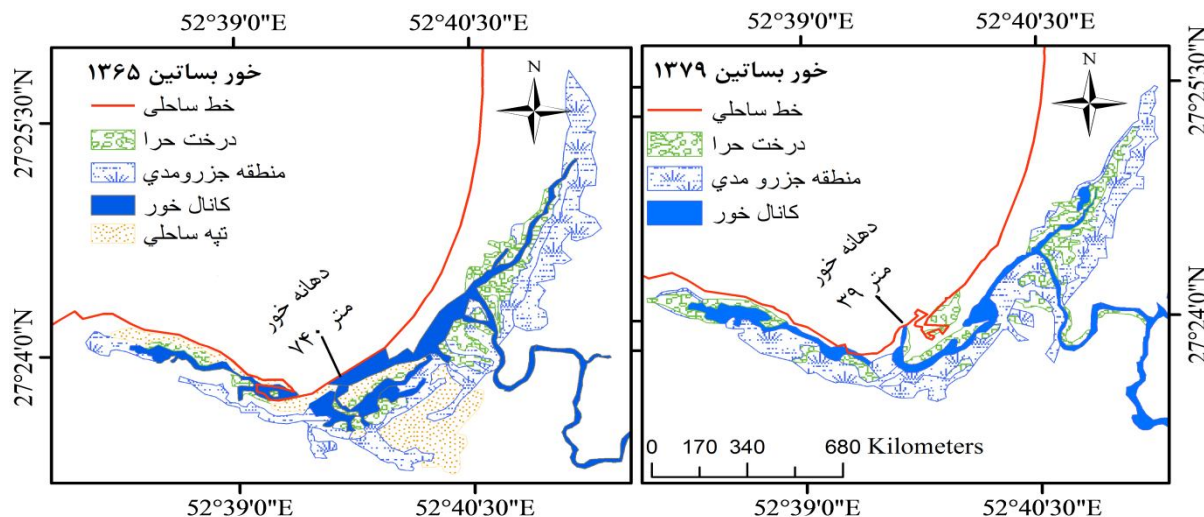 52°39'0"E
52°40'30"E
52°39'0"E
52°40'30"E
27°25'30"N
27°24'0"N
خور بساتین ۱۳۶۵
خط ساحلی
درخت حرا
منطقه جزرومدي
کانال خور
تپه ساحلي
N
دهانه خور
۷۴۰ متر
52°39'0"E
52°40'30"E
خور بساتین ۱۳۷۹
خط ساحلي
درخت حرا
منطقه جزرو مدي
کانال خور
N
دهانه خور
۳۹ متر
27°25'30"N
27°24'0"N
0 170 340 680 Kilometers
52°39'0"E
52°40'30"E